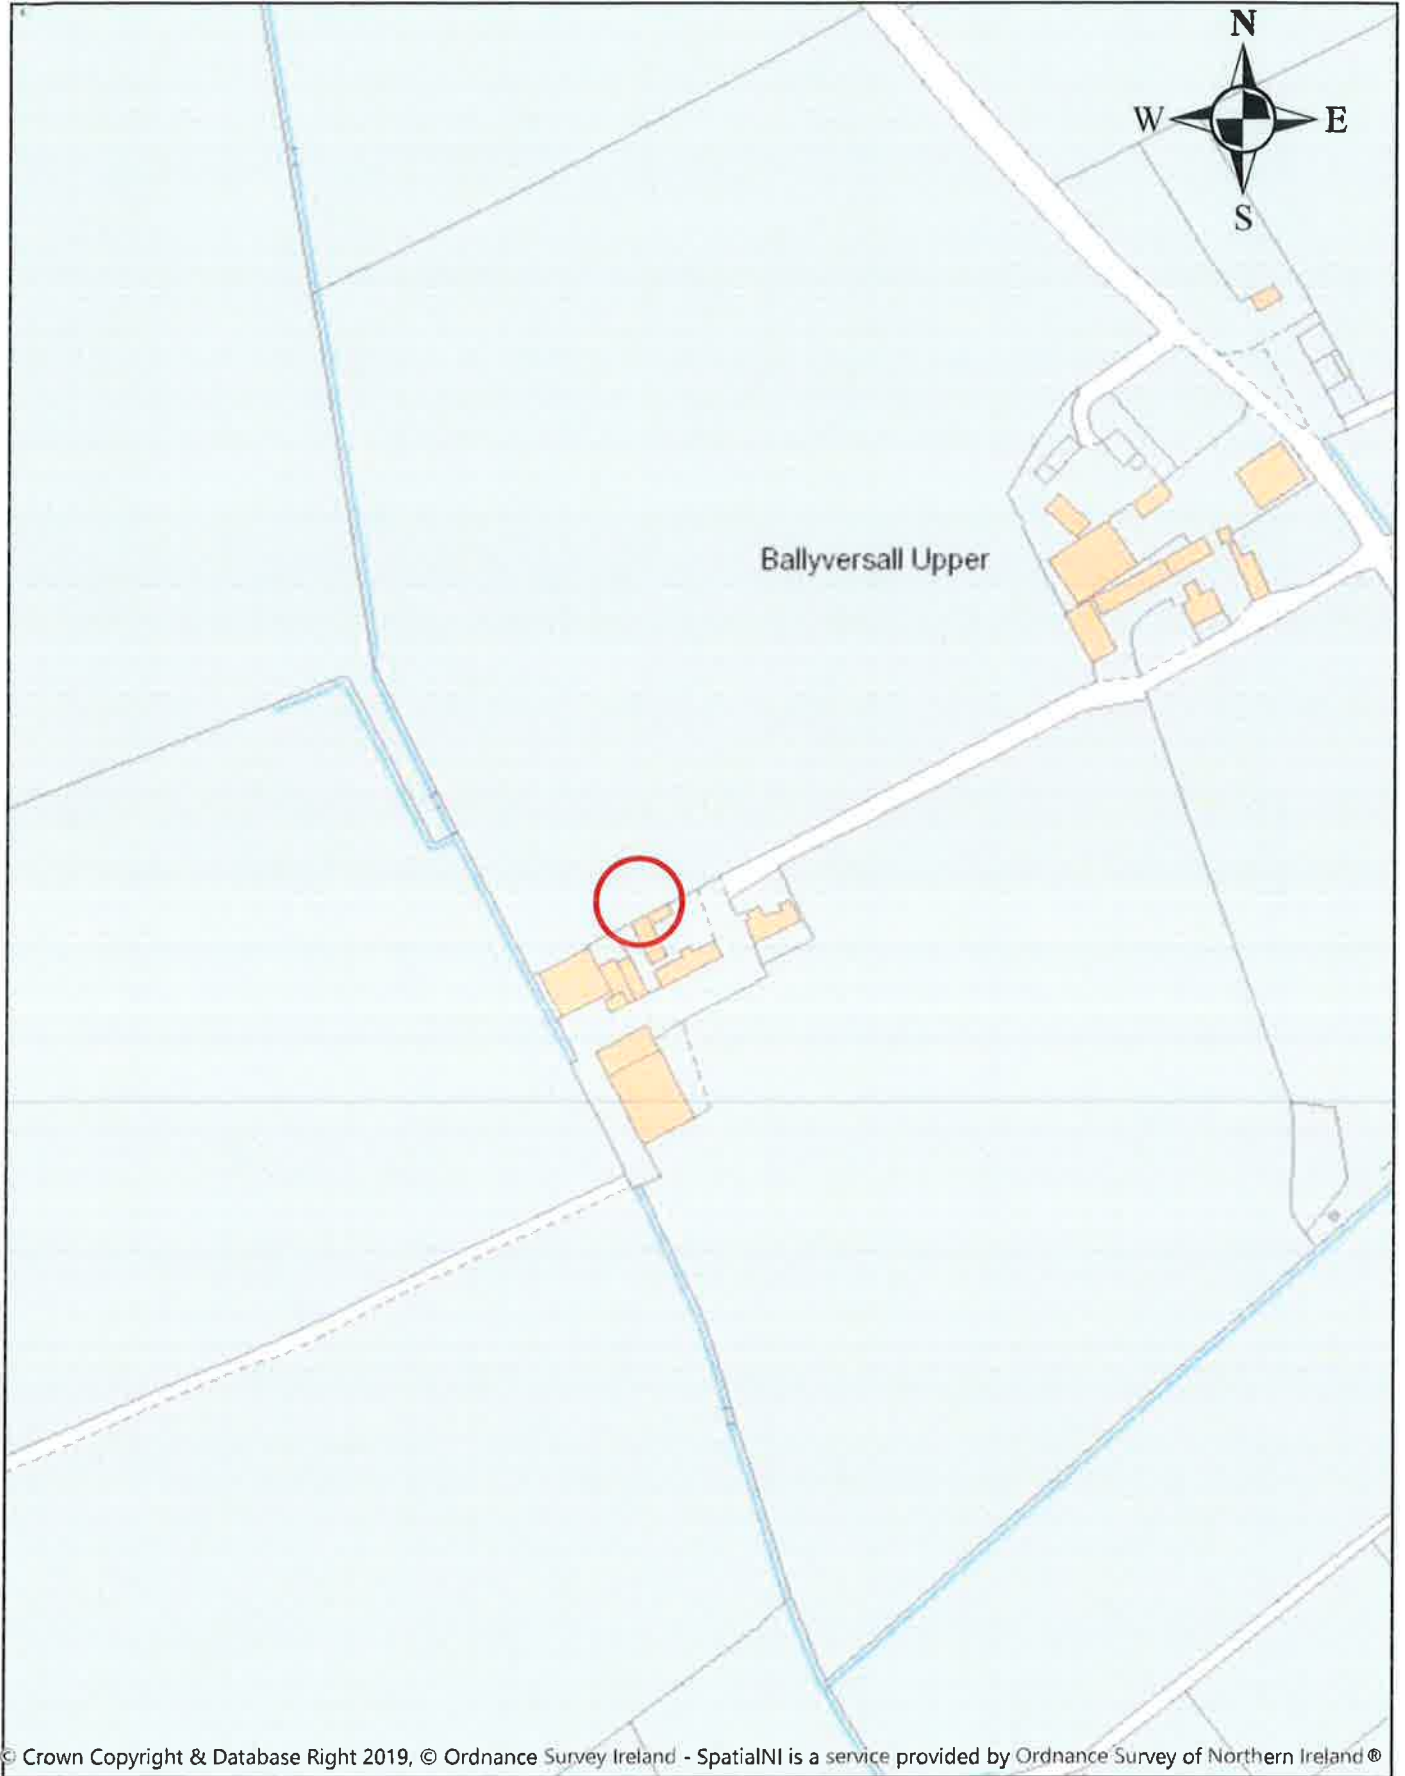 N
W E
S
Ballyversall Upper
© Crown Copyright & Database Right 2019, © Ordnance Survey Ireland - SpatialNI is a service provided by Ordnance Survey of Northern Ireland ®